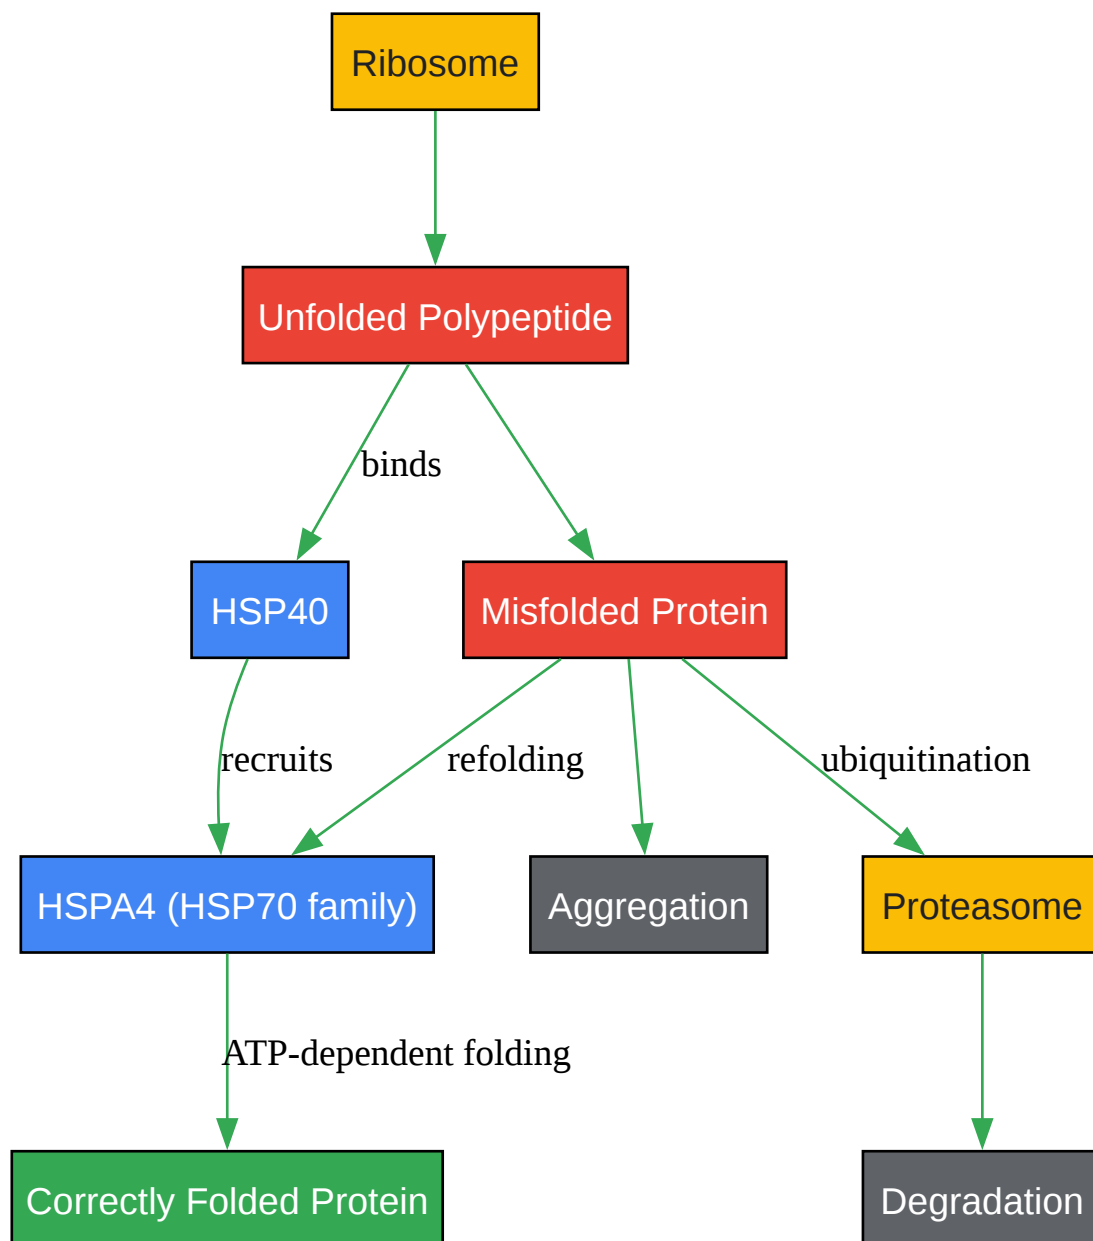 Ribosome
Unfolded Polypeptide
binds
HSP40
Misfolded Protein
recruits
refolding
ubiquitination
HSPA4 (HSP70 family)
Aggregation
Proteasome
ATP-dependent folding
Correctly Folded Protein
Degradation